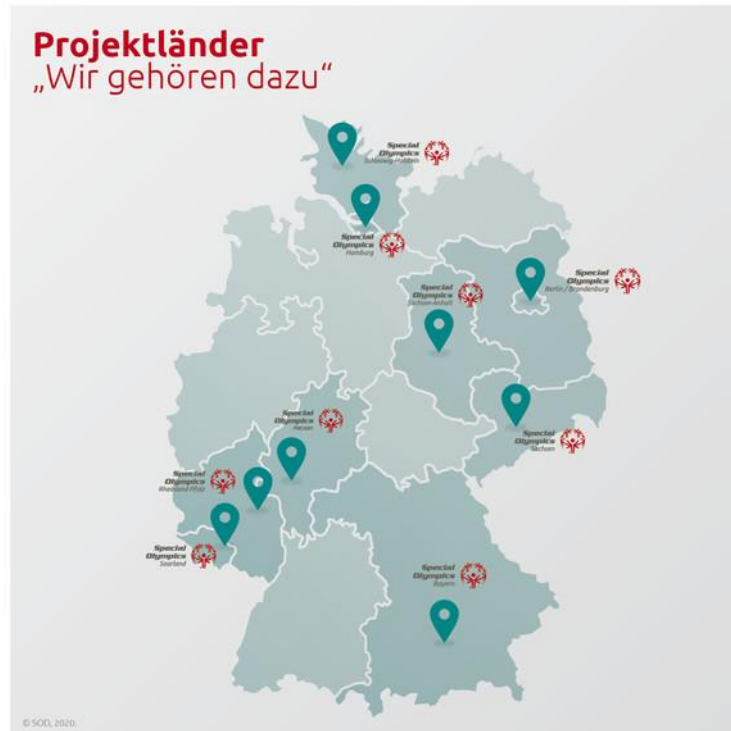 Projektländer
„Wir gehören dazu“
Special
Olympics
Schleswig-Holstein
Special
Olympics
Hamburg
Special
Olympics
Berlin / Brandenburg
Special
Olympics
Sachsen-Anhalt
Special
Olympics
Hessen
Special
Olympics
Sachsen
Special
Olympics
Rheinland-Pfalz
Special
Olympics
Saarland
Special
Olympics
Bayern
© SOD, 2020.